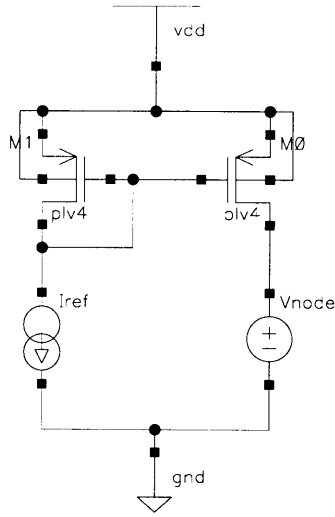 vdd
M1
MØ
plv4
plv4
Iref
Vnode
+
−
gnd